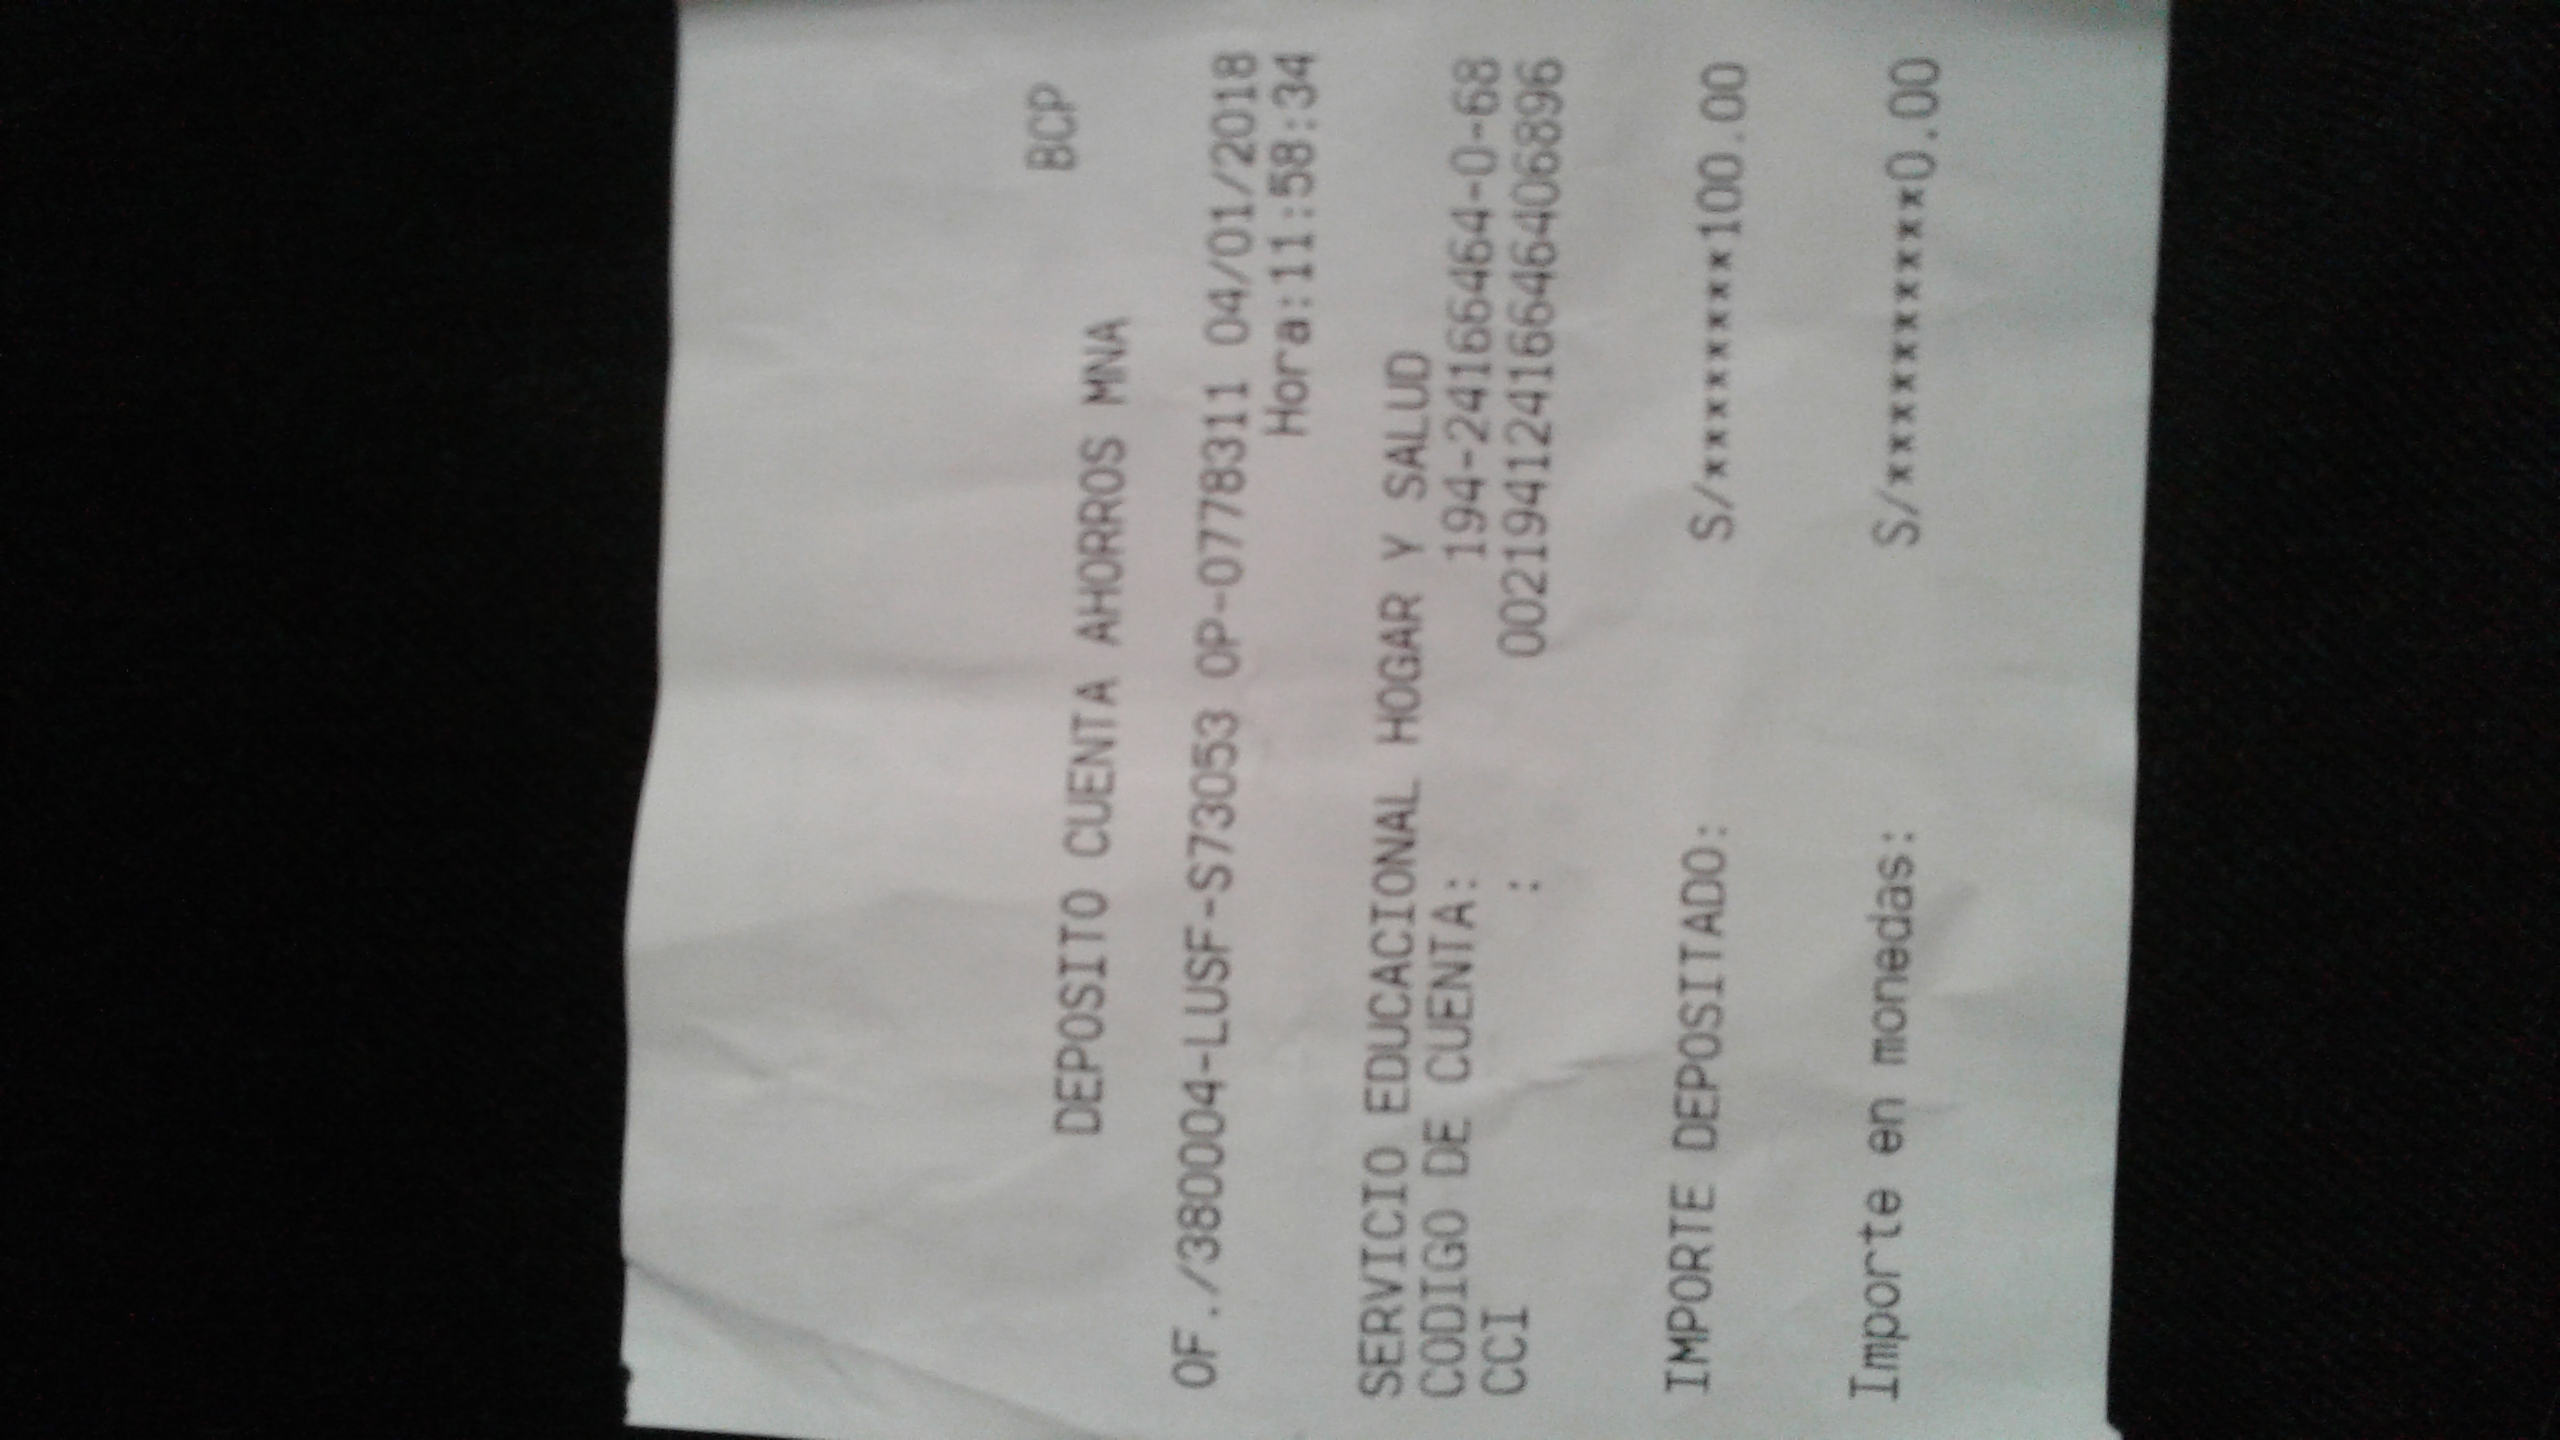 BCP
DEPOSITO CUENTA AHORROS MNA
OF./380004-LUSF-S73053 OP-0778311 04/01/2018
Hora:11:58:34
SERVICIO EDUCACIONAL HOGAR Y SALUD
CODIGO DE CUENTA: 194-24166464-0-68
CCI : 00219412416646406896
IMPORTE DEPOSITADO: S/xxxxxxxxx100.00
Importe en monedas: S/xxxxxxxxxxx0.00